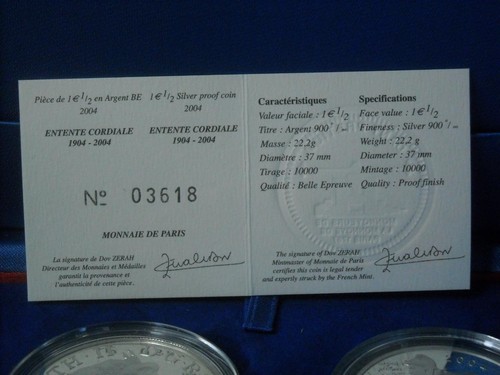 Pièce de 1€1/2 en Argent BE
2004
ENTENTE CORDIALE
1904 - 2004
1€1/2 Silver proof coin
2004
ENTENTE CORDIALE
1904 - 2004
No 03618
MONNAIE DE PARIS
La signature de Dov ZERAH
Directeur des Monnaies et Médailles
garantit la provenance et
l'authenticité de cette pièce.
Caractéristiques
Valeur faciale : 1€1/2
Titre : Argent 900°/
Masse : 22,2g
Diamètre : 37 mm
Tirage : 10000
Qualité : Belle Epreuve
Specifications
Face value : 1€1/2
Fineness : Silver 900°/
Weight : 22,2 g
Diameter : 37 mm
Mintage : 10000
Quality : Proof finish
The signature of Dov ZERAH
Mintmaster of Monnaie de Paris
certifies this coin is legal tender
and expertly struck by the French Mint.